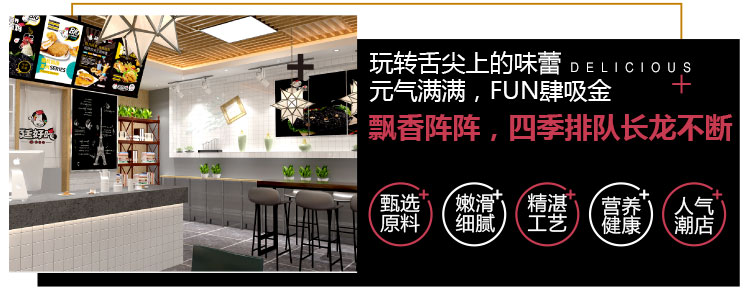 玩转舌尖上的味蕾 DELICIOUS
元气满满，FUN肆吸金
飘香阵阵，四季排队长龙不断
甄选
原料
嫩滑
细腻
精湛
工艺
营养
健康
人气
潮店